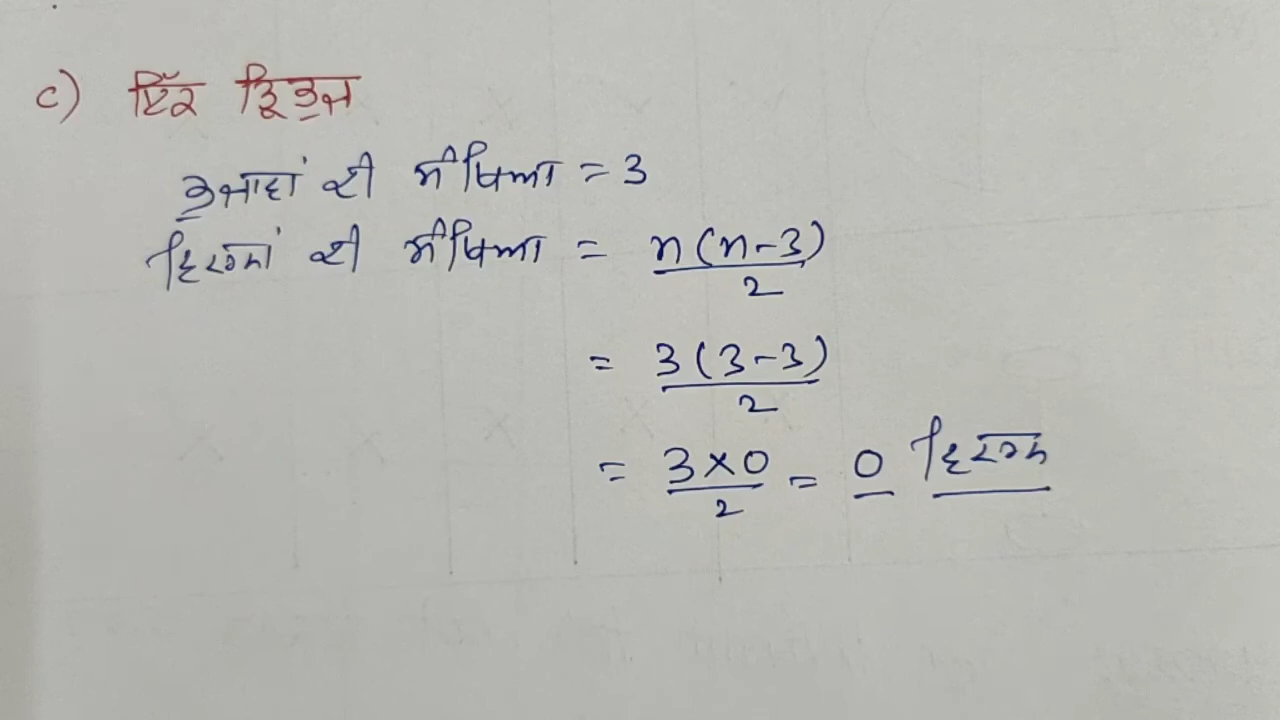 c) ਇੱਕ ਤ੍ਰਿਭੁਜ
ਭੁਜਾਵਾਂ ਦੀ ਸੰਖਿਆ = 3
ਵਿਕਰਨਾਂ ਦੀ ਸੰਖਿਆ = n(n-3)/2
= 3(3-3)/2
= 3×0/2 = 0 ਵਿਕਰਨ